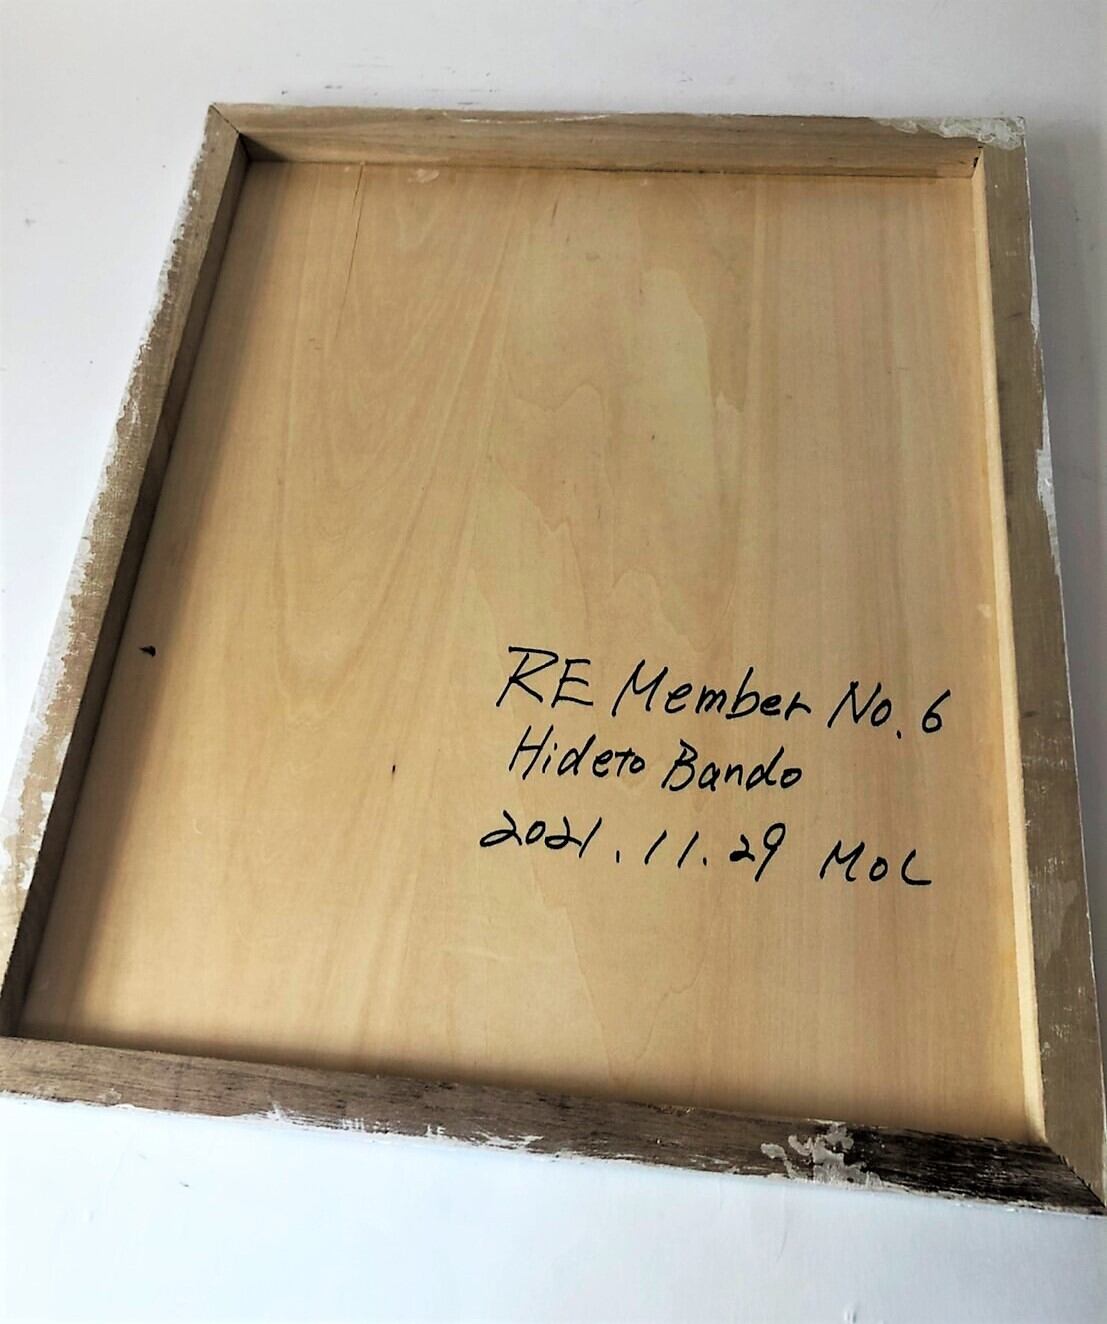 RE Member No.6
Hideto Bando
2021.11.29 MOL